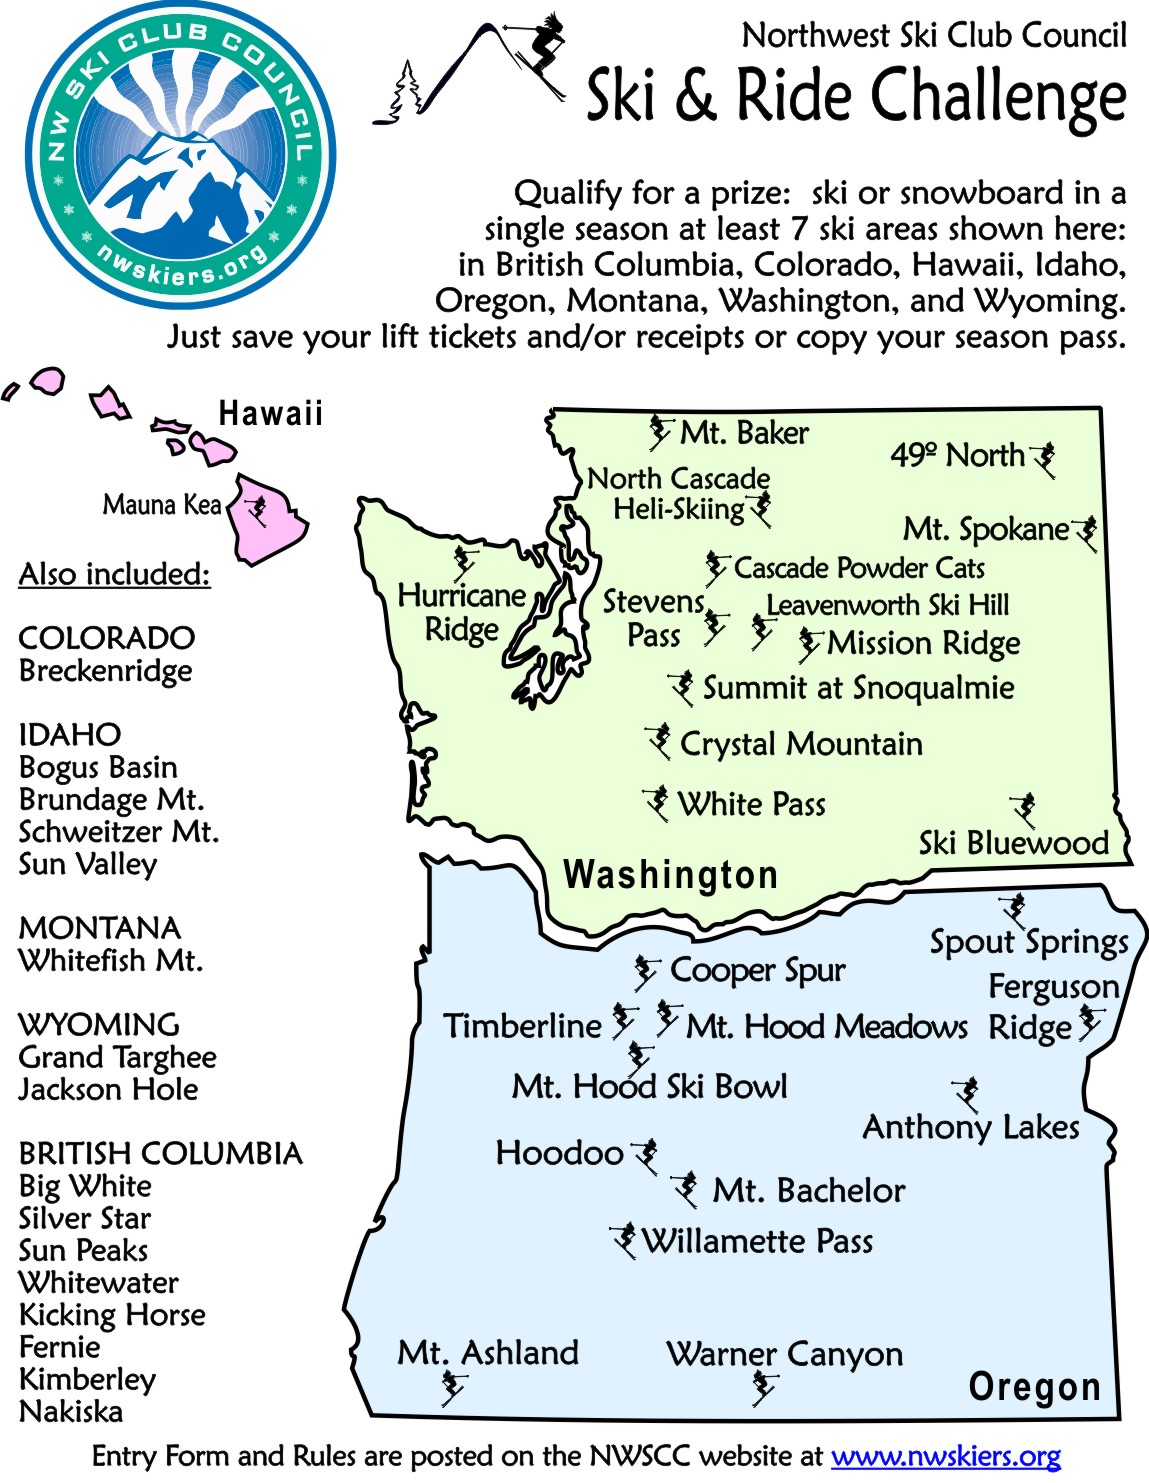 NW SKI CLUB COUNCIL
nwskiers.org
Northwest Ski Club Council
Ski & Ride Challenge
Qualify for a prize: ski or snowboard in a
single season at least 7 ski areas shown here:
in British Columbia, Colorado, Hawaii, Idaho,
Oregon, Montana, Washington, and Wyoming.
Just save your lift tickets and/or receipts or copy your season pass.
Hawaii
Mauna Kea
Also included:
COLORADO
Breckenridge
IDAHO
Bogus Basin
Brundage Mt.
Schweitzer Mt.
Sun Valley
MONTANA
Whitefish Mt.
WYOMING
Grand Targhee
Jackson Hole
BRITISH COLUMBIA
Big White
Silver Star
Sun Peaks
Whitewater
Kicking Horse
Fernie
Kimberley
Nakiska
Mt. Baker
49º North
North Cascade
Heli-Skiing
Mt. Spokane
Cascade Powder Cats
Hurricane
Ridge
Stevens
Pass
Leavenworth Ski Hill
Mission Ridge
Summit at Snoqualmie
Crystal Mountain
White Pass
Ski Bluewood
Washington
Spout Springs
Cooper Spur
Ferguson
Ridge
Timberline
Mt. Hood Meadows
Mt. Hood Ski Bowl
Anthony Lakes
Hoodoo
Mt. Bachelor
Willamette Pass
Mt. Ashland
Warner Canyon
Oregon
Entry Form and Rules are posted on the NWSCC website at www.nwskiers.org